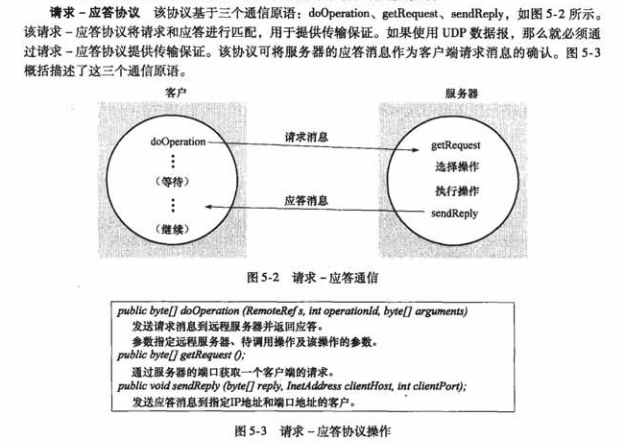 请求－应答协议 该协议基于三个通信原语：doOperation、getRequest、sendReply，如图5-2所示。
该请求－应答协议将请求和应答进行匹配，用于提供传输保证。如果使用UDP数据报，那么就必须通
过请求－应答协议提供传输保证。该协议可将服务器的应答消息作为客户端请求消息的确认。图5-3
概括描述了这三个通信原语。
客户
服务器
doOperation
请求消息
getRequest
选择操作
（等待）
执行操作
应答消息
sendReply
（继续）
图5-2 请求－应答通信
public byte[] doOperation (RemoteRef s, int operationId, byte[] arguments)
发送请求消息到远程服务器并返回应答。
参数指定远程服务器、待调用操作及该操作的参数。
public byte[] getRequest ();
通过服务器的端口获取一个客户端的请求。
public void sendReply (byte[] reply, InetAddress clientHost, int clientPort);
发送应答消息到指定IP地址和端口地址的客户。
图5-3 请求－应答协议操作